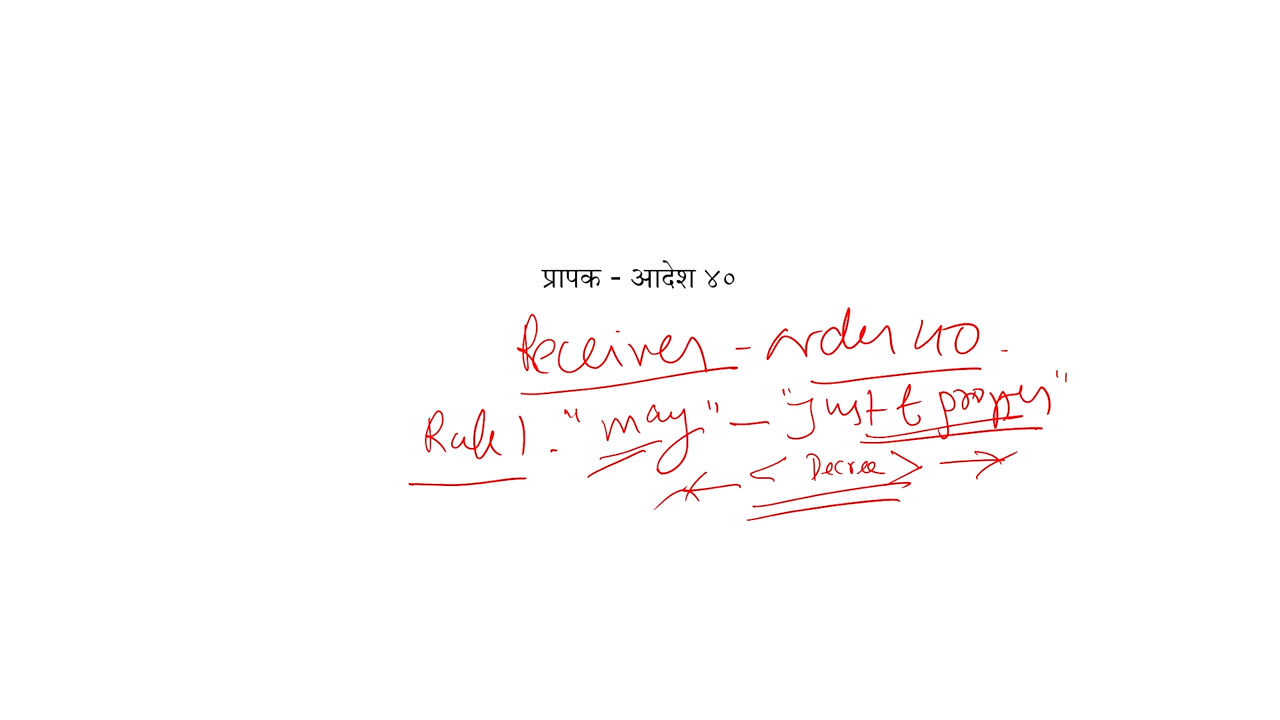 प्रापक - आदेश ४०
Receiver - order 40.
Rule 1. "may" - "Just & proper"
< Decree >